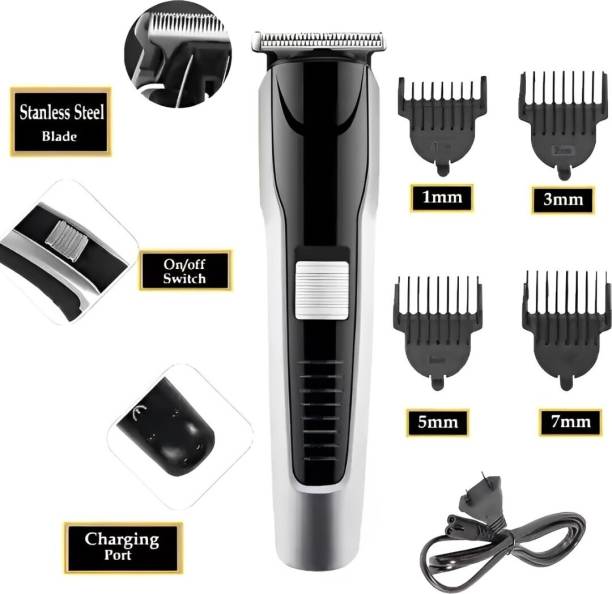 Stanless Steel
Blade
1mm
3mm
On/off
Switch
5mm
7mm
Charging
Port